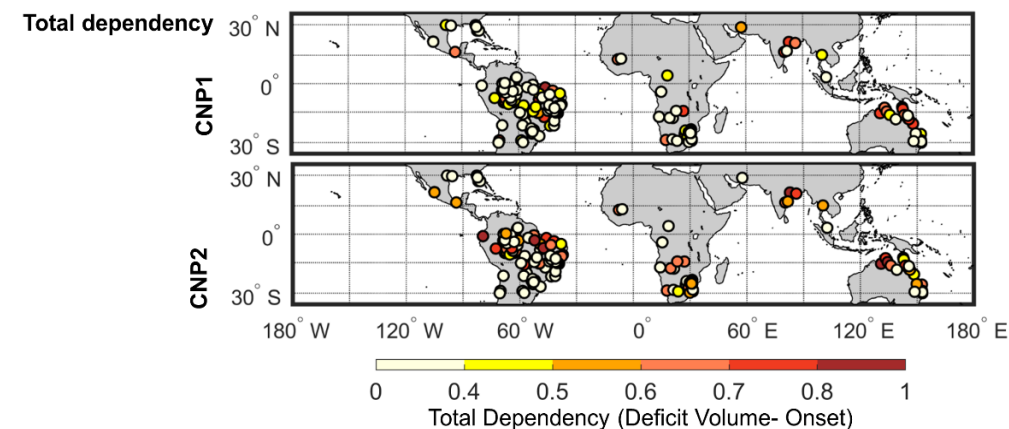 Total dependency
30° N
0°
30° S
CNP1
30° N
0°
30° S
CNP2
180° W 120° W 60° W 0° 60° E 120° E 180° E
0 0.4 0.5 0.6 0.7 0.8 1
Total Dependency (Deficit Volume- Onset)